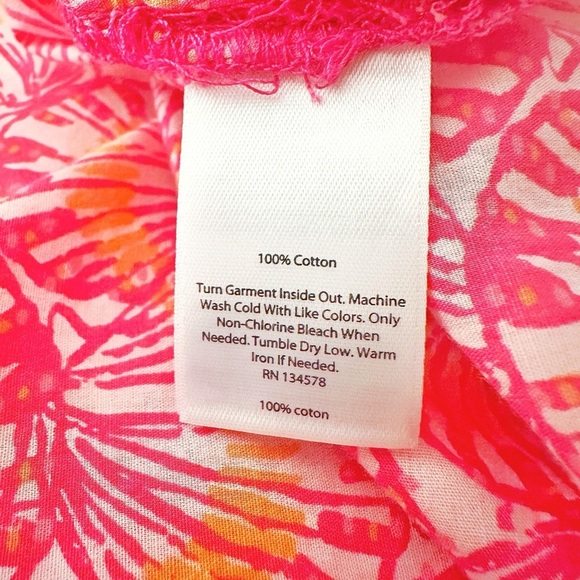 100% Cotton
Turn Garment Inside Out. Machine
Wash Cold With Like Colors. Only
Non-Chlorine Bleach When
Needed. Tumble Dry Low. Warm
Iron If Needed.
RN 134578
100% coton